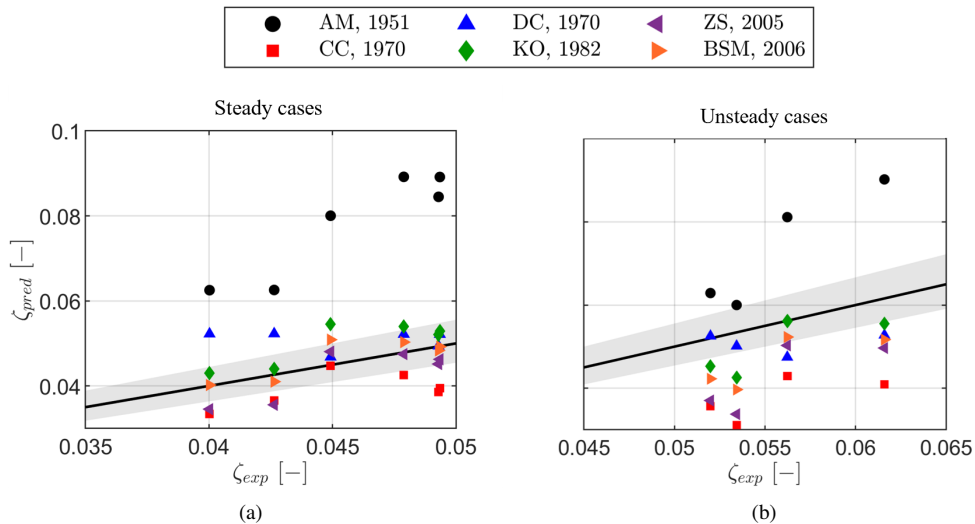 AM, 1951 DC, 1970 ZS, 2005
CC, 1970 KO, 1982 BSM, 2006
Steady cases
Unsteady cases
0.1
0.08
0.06
0.04
ζpred [−]
0.035 0.04 0.045 0.05
0.045 0.05 0.055 0.06 0.065
ζexp [−]
ζexp [−]
(a)
(b)